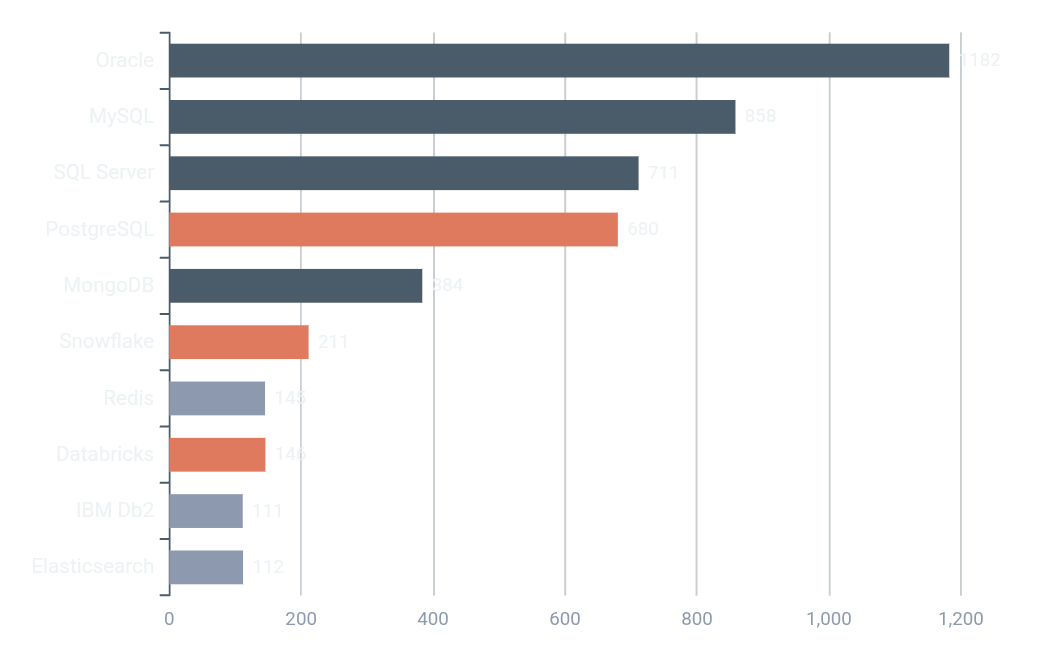 Oracle 1182
MySQL 858
SQL Server 711
PostgreSQL 680
MongoDB 384
Snowflake 211
Redis 145
Databricks 146
IBM Db2 111
Elasticsearch 112
0 200 400 600 800 1,000 1,200